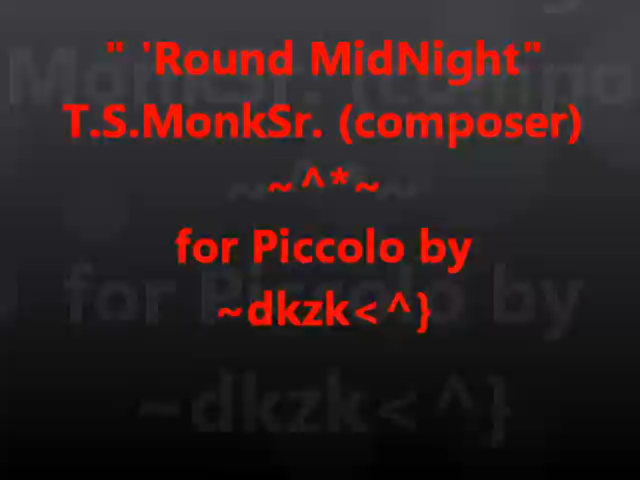 " 'Round MidNight"
T.S.MonkSr. (composer)
~^*~
for Piccolo by
~dkzk<^}